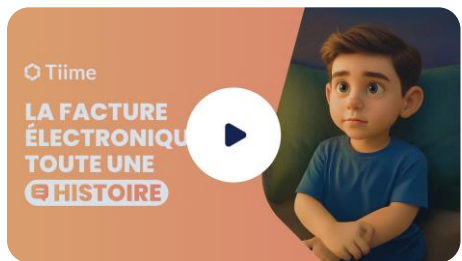 Tiime
LA FACTURE
ÉLECTRONIQU
TOUTE UNE
HISTOIRE